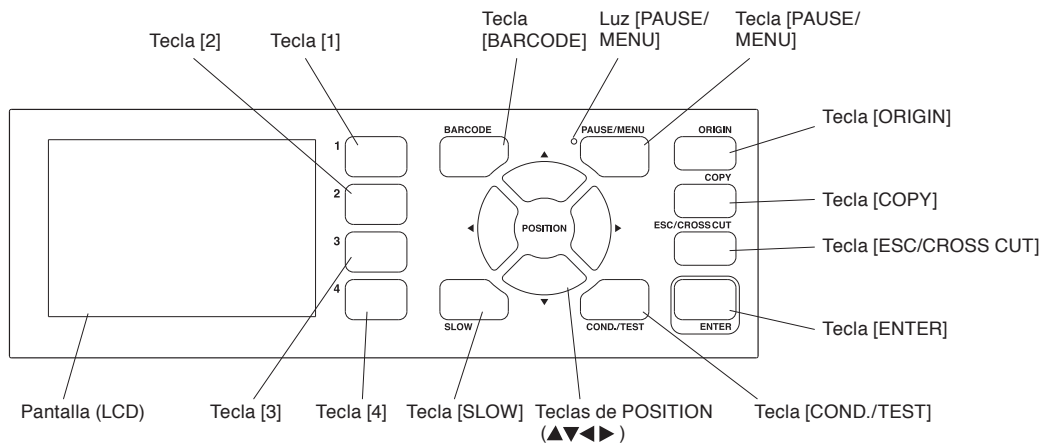 Tecla [2]
Tecla [1]
Tecla
[BARCODE]
Luz [PAUSE/
MENU]
Tecla [PAUSE/
MENU]
BARCODE
PAUSE/MENU
ORIGIN
Tecla [ORIGIN]
1
COPY
2
Tecla [COPY]
POSITION
ESC/CROSS CUT
3
Tecla [ESC/CROSS CUT]
4
SLOW
COND./TEST
ENTER
Tecla [ENTER]
Pantalla (LCD)
Tecla [3]
Tecla [4]
Tecla [SLOW]
Teclas de POSITION
(▲▼◀▶)
Tecla [COND./TEST]